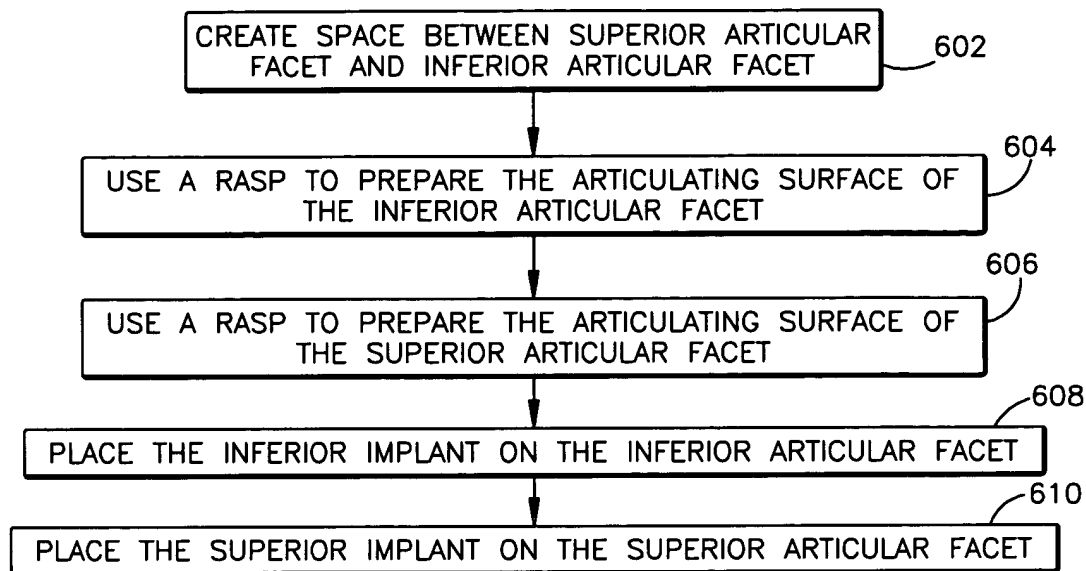 CREATE SPACE BETWEEN SUPERIOR ARTICULAR
FACET AND INFERIOR ARTICULAR FACET
602
USE A RASP TO PREPARE THE ARTICULATING SURFACE OF
THE INFERIOR ARTICULAR FACET
604
USE A RASP TO PREPARE THE ARTICULATING SURFACE OF
THE SUPERIOR ARTICULAR FACET
606
PLACE THE INFERIOR IMPLANT ON THE INFERIOR ARTICULAR FACET
608
PLACE THE SUPERIOR IMPLANT ON THE SUPERIOR ARTICULAR FACET
610